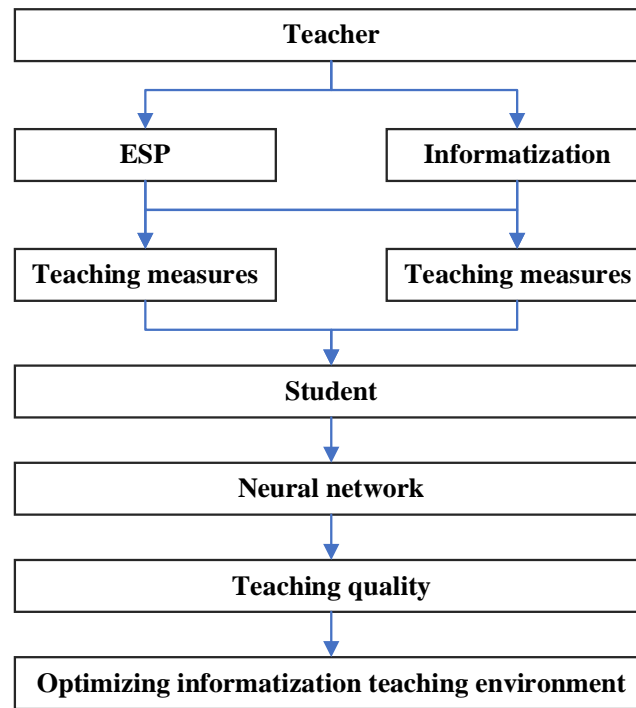 Teacher
ESP
Informatization
Teaching measures
Teaching measures
Student
Neural network
Teaching quality
Optimizing informatization teaching environment